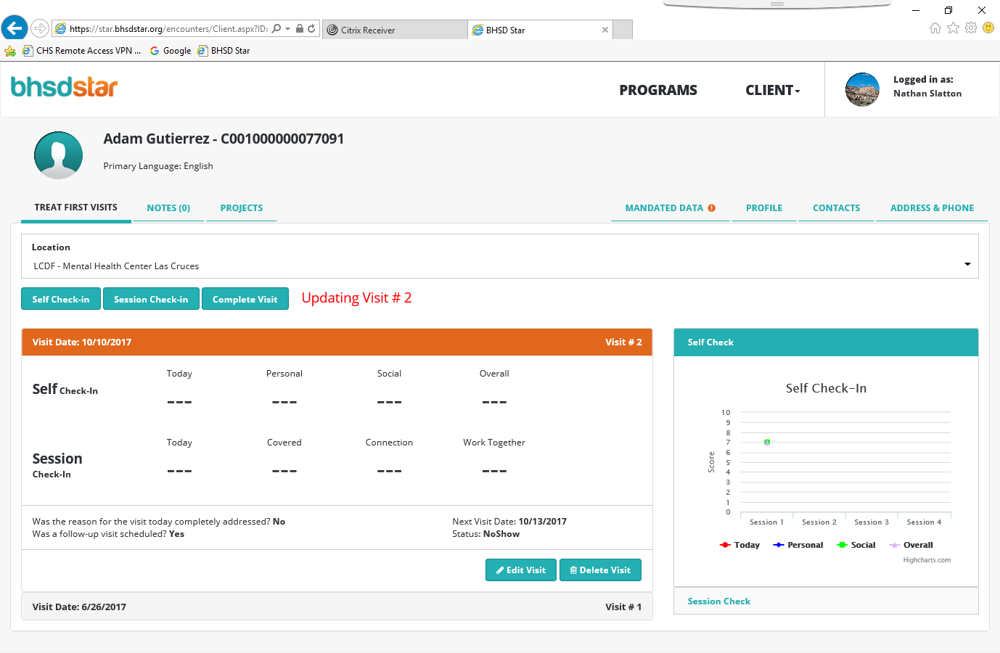 https://star.bhsdstar.org/encounters/Client.aspx?ID=
Citrix Receiver
BHSD Star
CHS Remote Access VPN ...
Google
BHSD Star
bhsdstar
PROGRAMS
CLIENT
Logged in as:
Nathan Slatton
Adam Gutierrez - C001000000077091
Primary Language: English
TREAT FIRST VISITS
NOTES (0)
PROJECTS
MANDATED DATA
PROFILE
CONTACTS
ADDRESS & PHONE
Location
LCDF - Mental Health Center Las Cruces
Self Check-in
Session Check-in
Complete Visit
Updating Visit # 2
Visit Date: 10/10/2017
Visit # 2
Today
Personal
Social
Overall
Self Check-In
---
---
---
---
Today
Covered
Connection
Work Together
Session
Check-In
---
---
---
---
Was the reason for the visit today completely addressed? No
Was a follow-up visit scheduled? Yes
Next Visit Date: 10/13/2017
Status: NoShow
Edit Visit
Delete Visit
Visit Date: 6/26/2017
Visit # 1
Self Check
Self Check-In
Score
10
9
8
7
6
5
4
3
2
1
0
Session 1
Session 2
Session 3
Session 4
Today
Personal
Social
Overall
Highcharts.com
Session Check